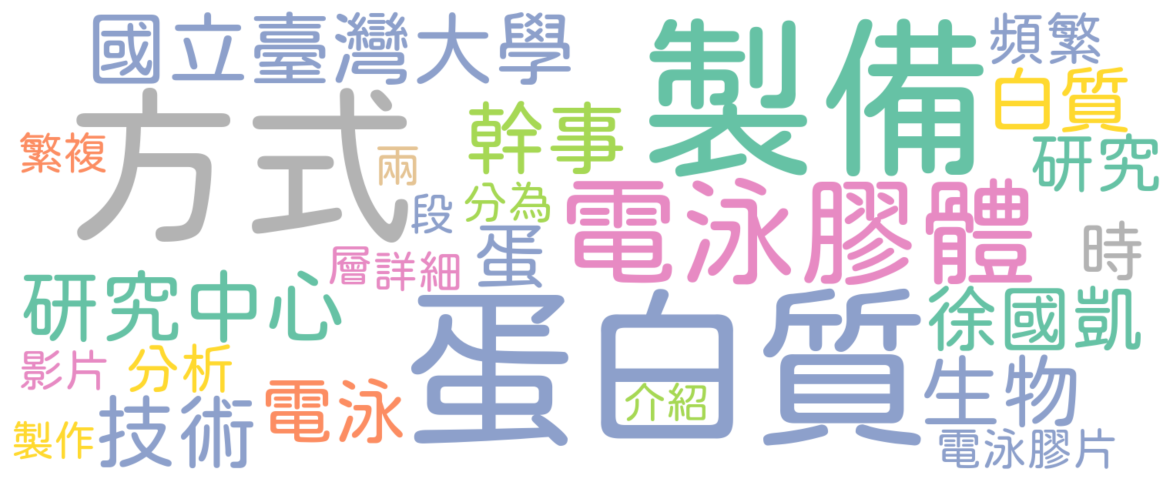 國立臺灣大學
製備
頻繁
方式
幹事
白質
繁複
兩
研究
段
分為
電泳膠體
蛋
時
層
詳細
研究中心
蛋白質
徐國凱
影片
分析
電泳
介紹
生物
製作
技術
電泳膠片